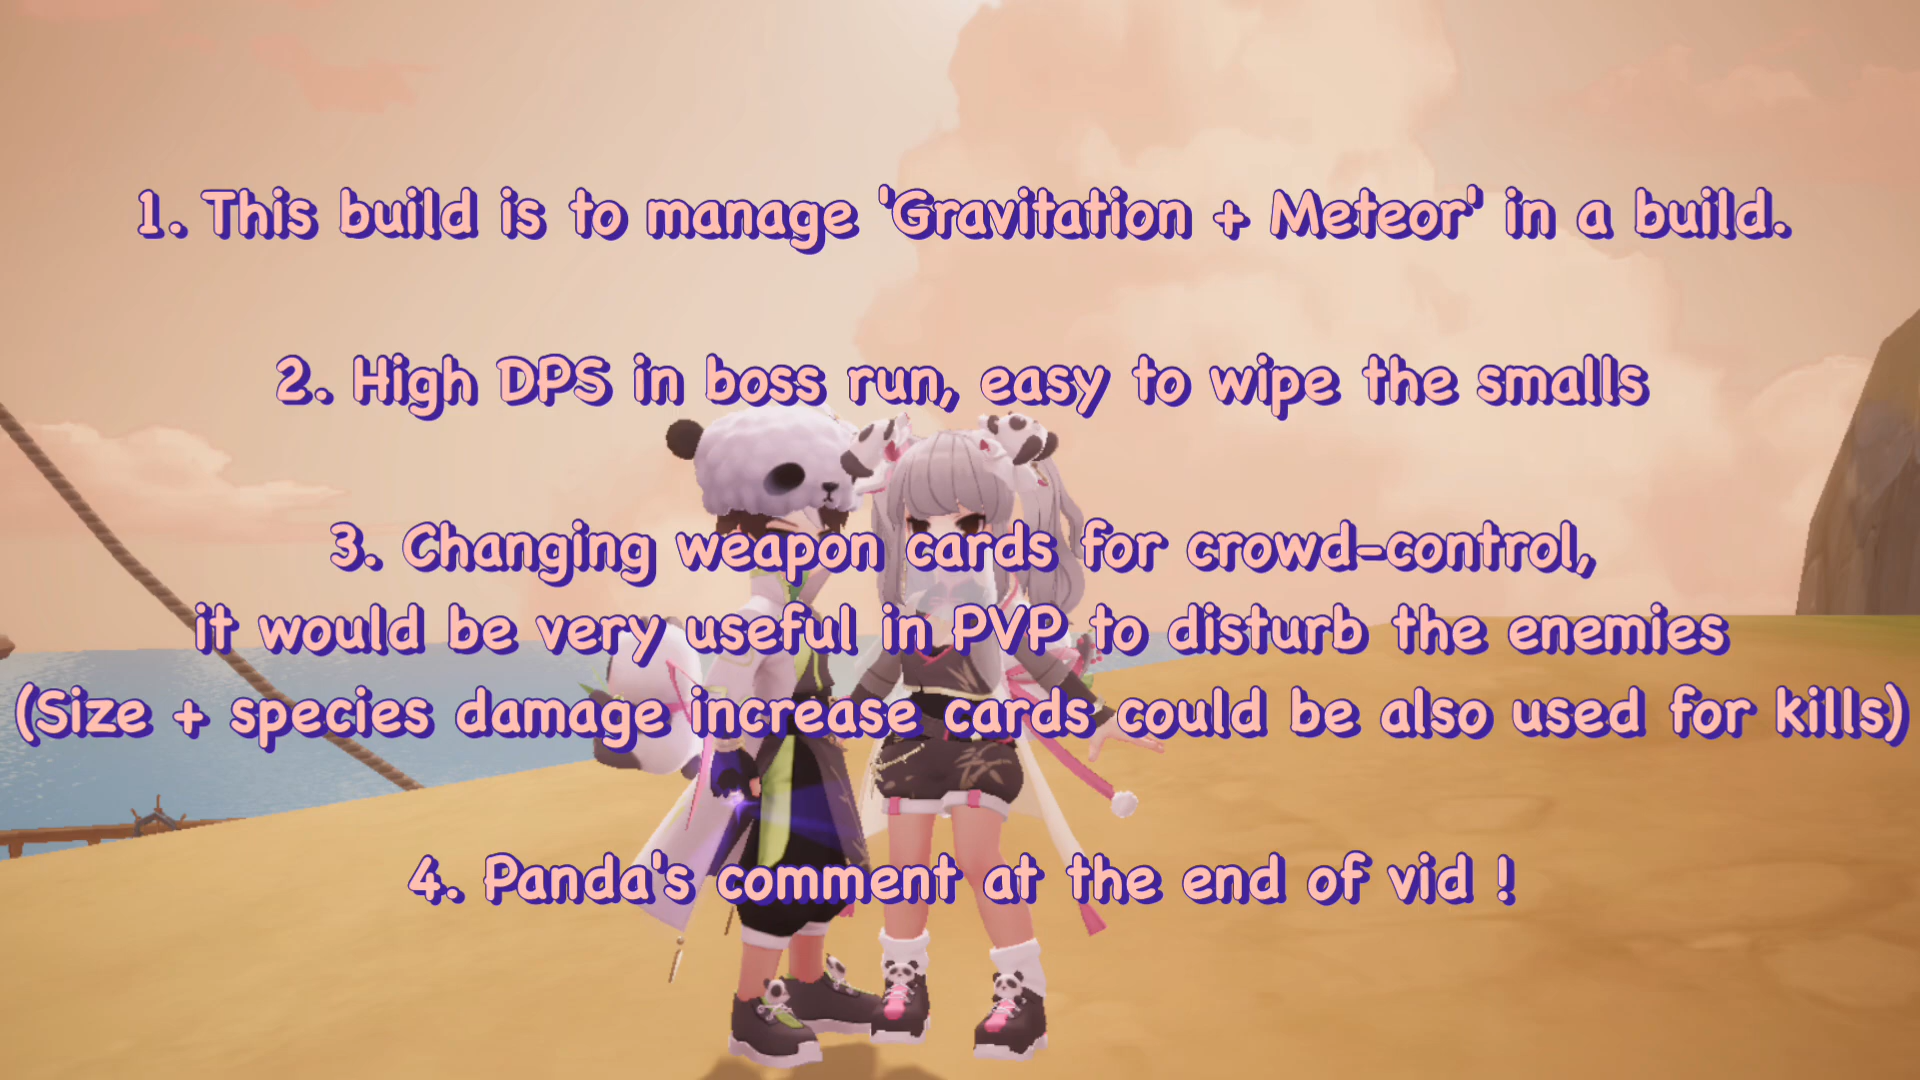 1. This build is to manage 'Gravitation + Meteor' in a build.
2. High DPS in boss run, easy to wipe the smalls
3. Changing weapon cards for crowd-control,
it would be very useful in PVP to disturb the enemies
(Size + species damage increase cards could be also used for kills)
4. Panda's comment at the end of vid !